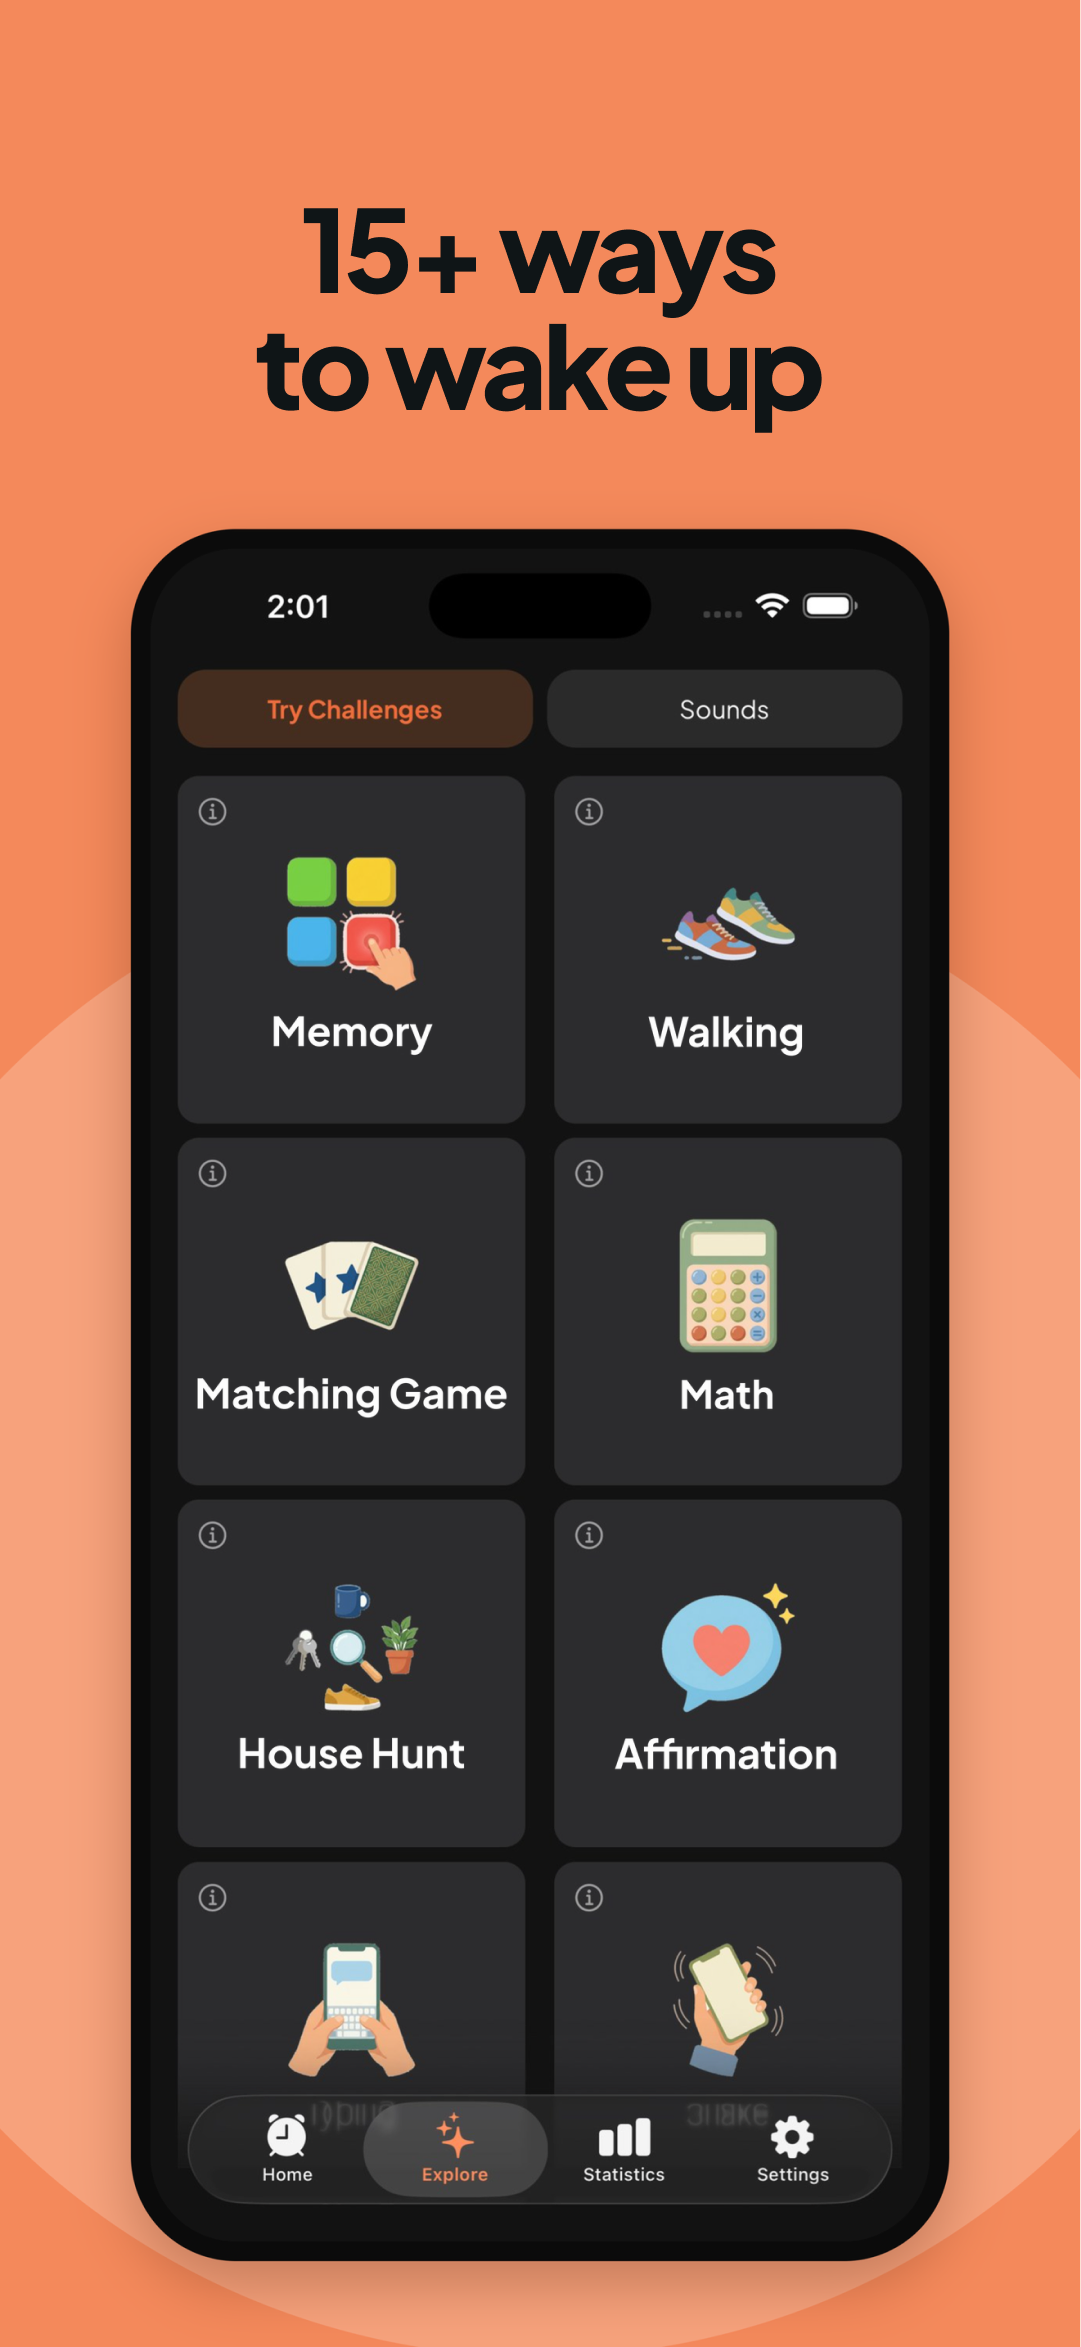 15+ ways
to wake up
2:01
Try Challenges
Sounds
Memory
Walking
Matching Game
Math
House Hunt
Affirmation
Home
Explore
Statistics
Settings